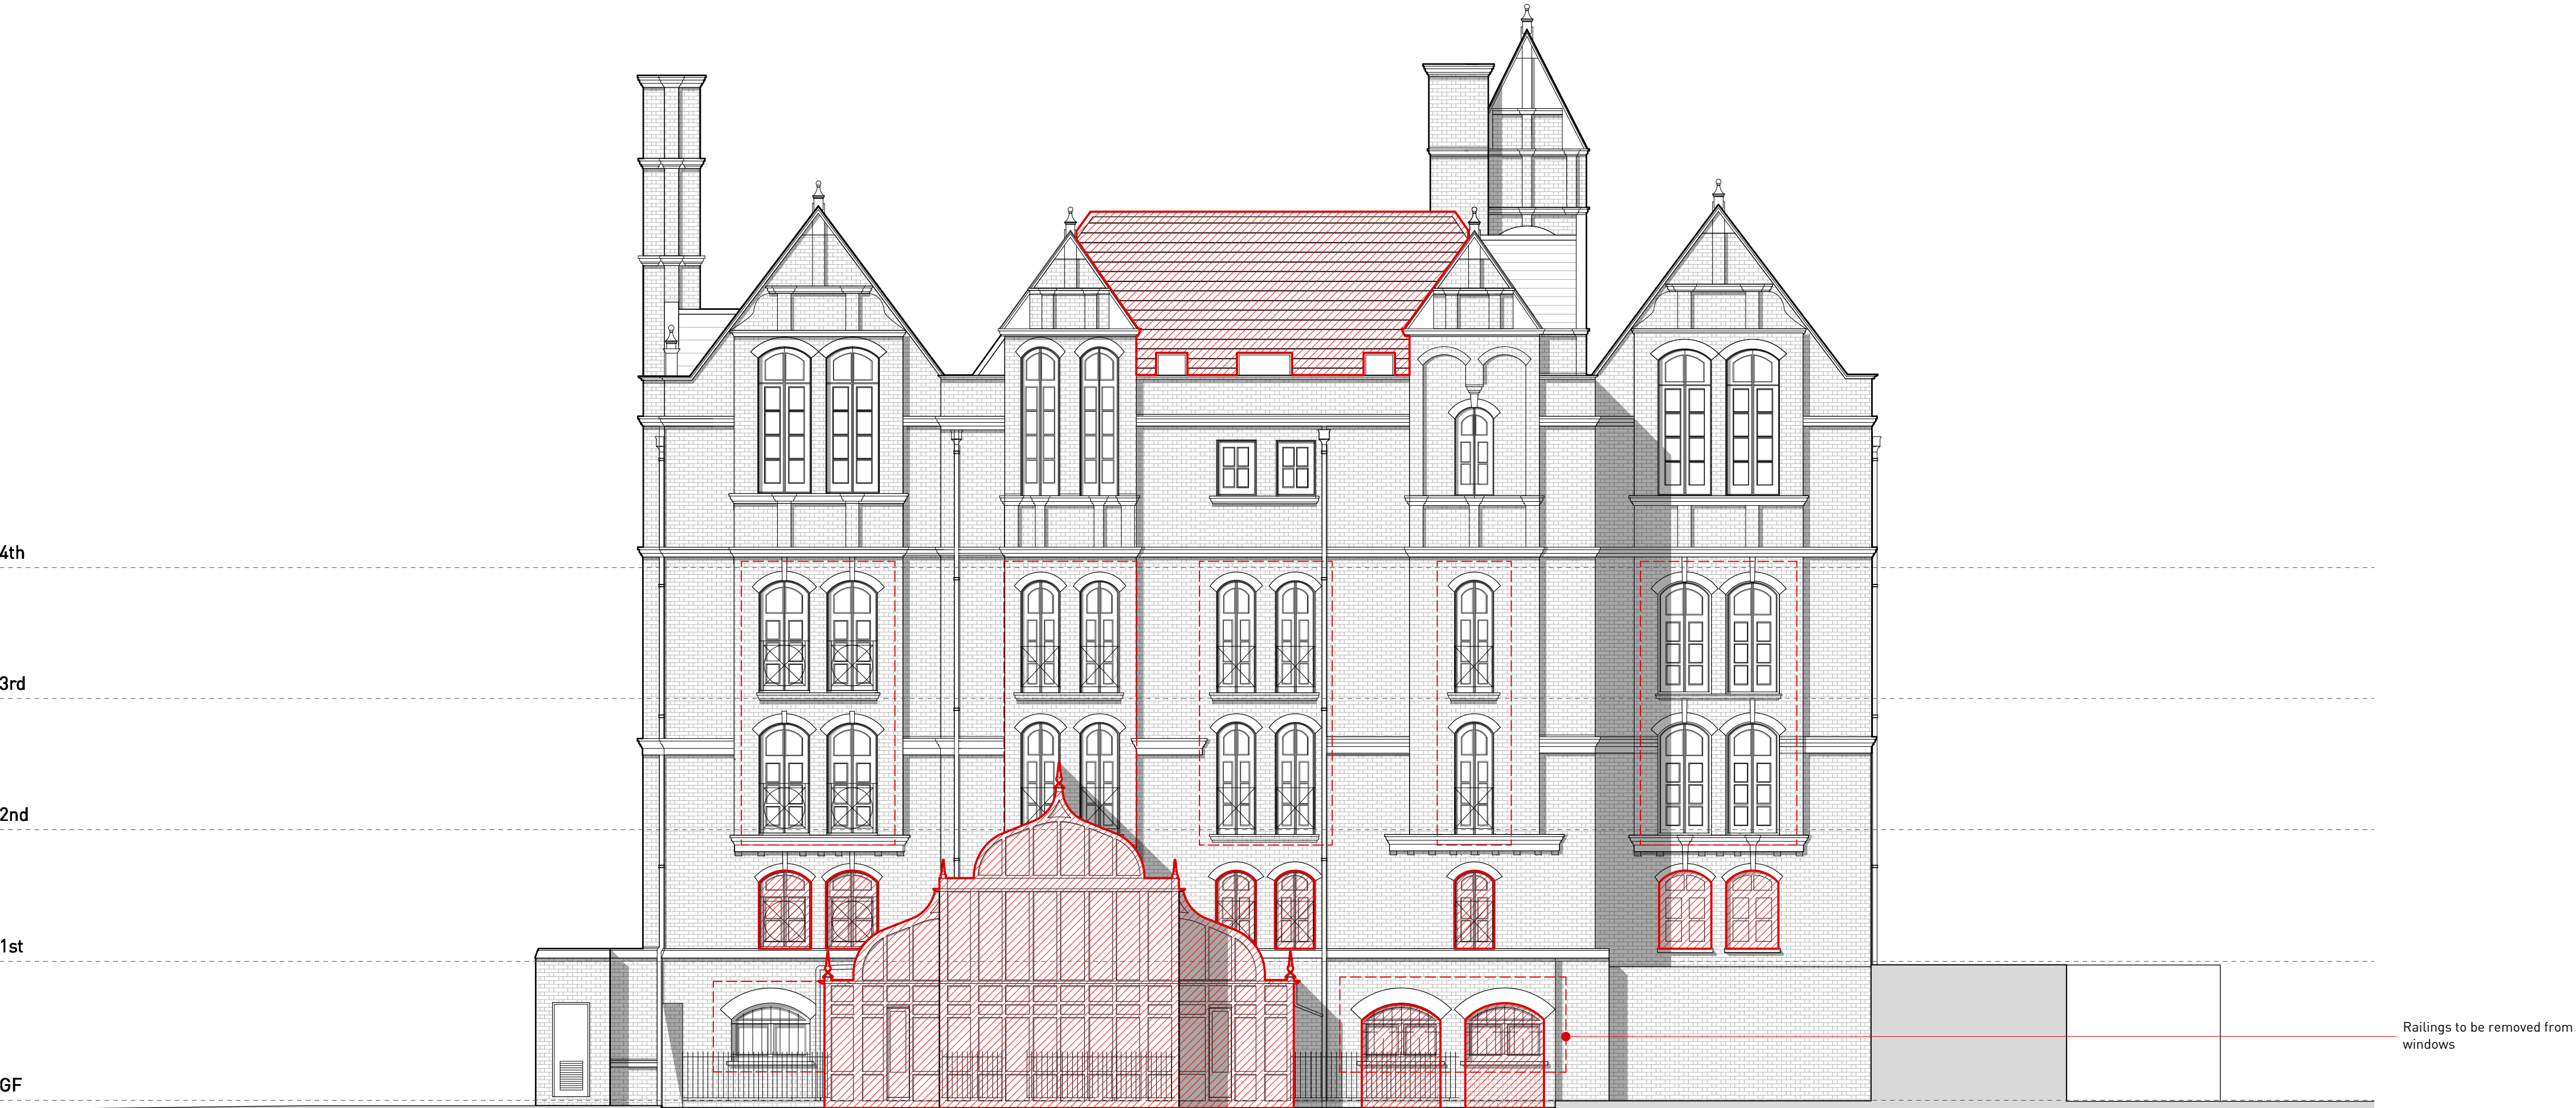 4th
3rd
2nd
1st
GF
Railings to be removed from
windows